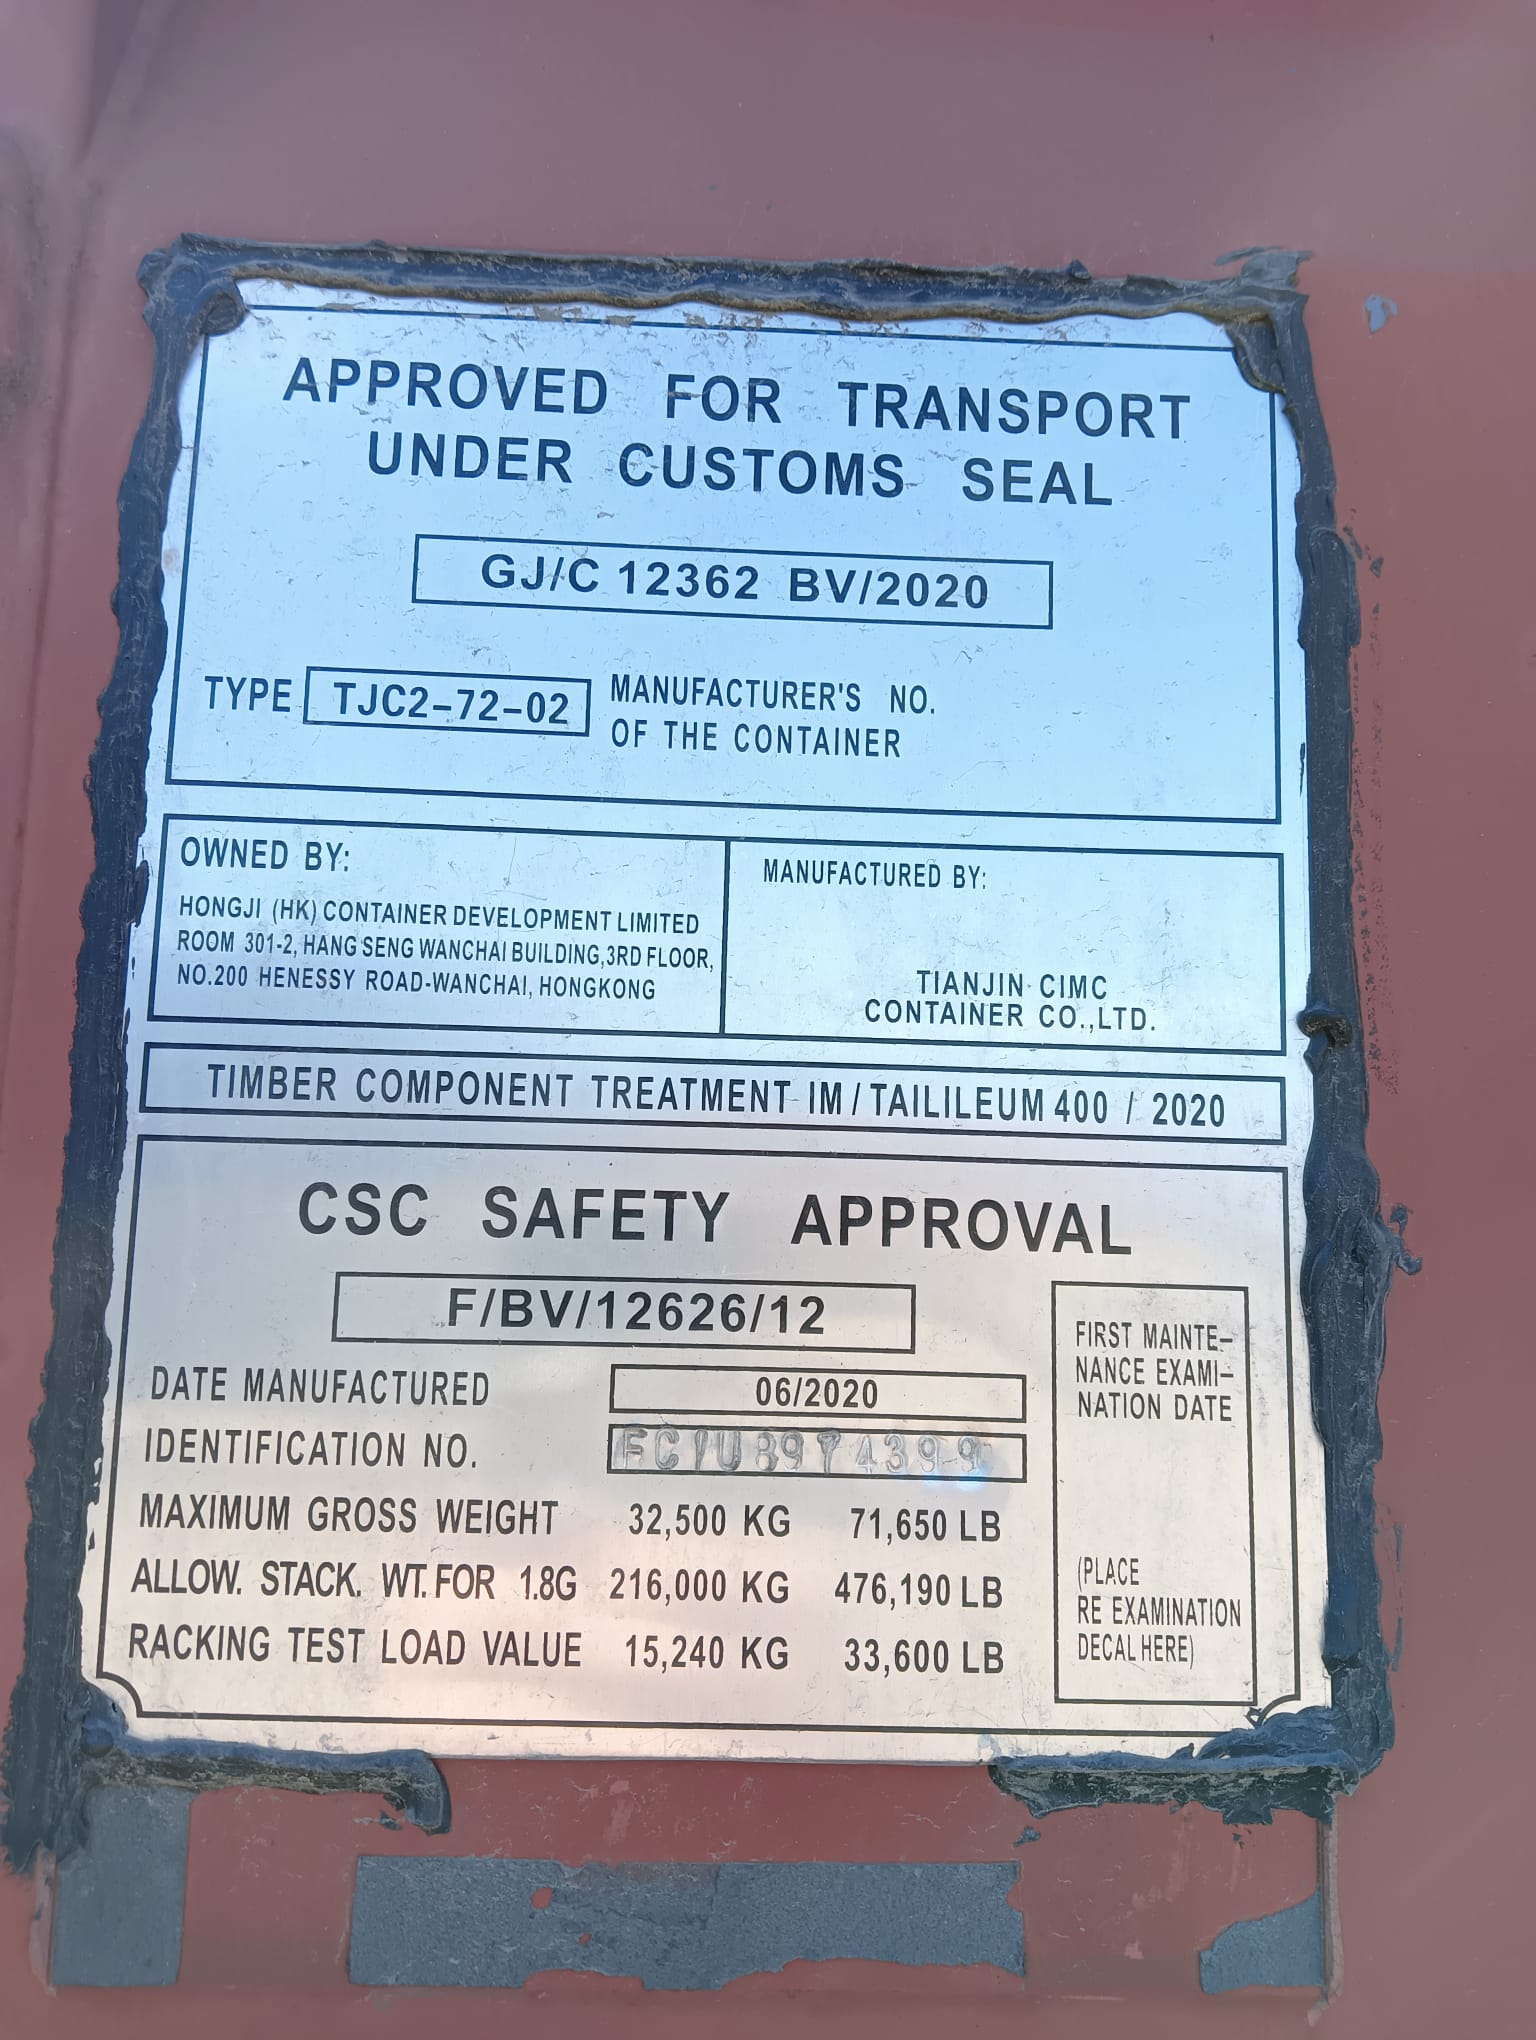 APPROVED FOR TRANSPORT
UNDER CUSTOMS SEAL
GJ/C 12362 BV/2020
TYPE TJC2-72-02
MANUFACTURER'S NO.
OF THE CONTAINER
OWNED BY:
HONGJI (HK) CONTAINER DEVELOPMENT LIMITED
ROOM 301-2, HANG SENG WANCHAI BUILDING,3RD FLOOR,
NO.200 HENESSY ROAD-WANCHAI, HONGKONG
MANUFACTURED BY:
TIANJIN CIMC
CONTAINER CO.,LTD.
TIMBER COMPONENT TREATMENT IM / TAILILEUM 400 / 2020
CSC SAFETY APPROVAL
F/BV/12626/12
DATE MANUFACTURED 06/2020
IDENTIFICATION NO.
MAXIMUM GROSS WEIGHT 32,500 KG 71,650 LB
ALLOW. STACK. WT. FOR 1.8G 216,000 KG 476,190 LB
RACKING TEST LOAD VALUE 15,240 KG 33,600 LB
FIRST MAINTE-
NANCE EXAMI-
NATION DATE
(PLACE
RE EXAMINATION
DECAL HERE)